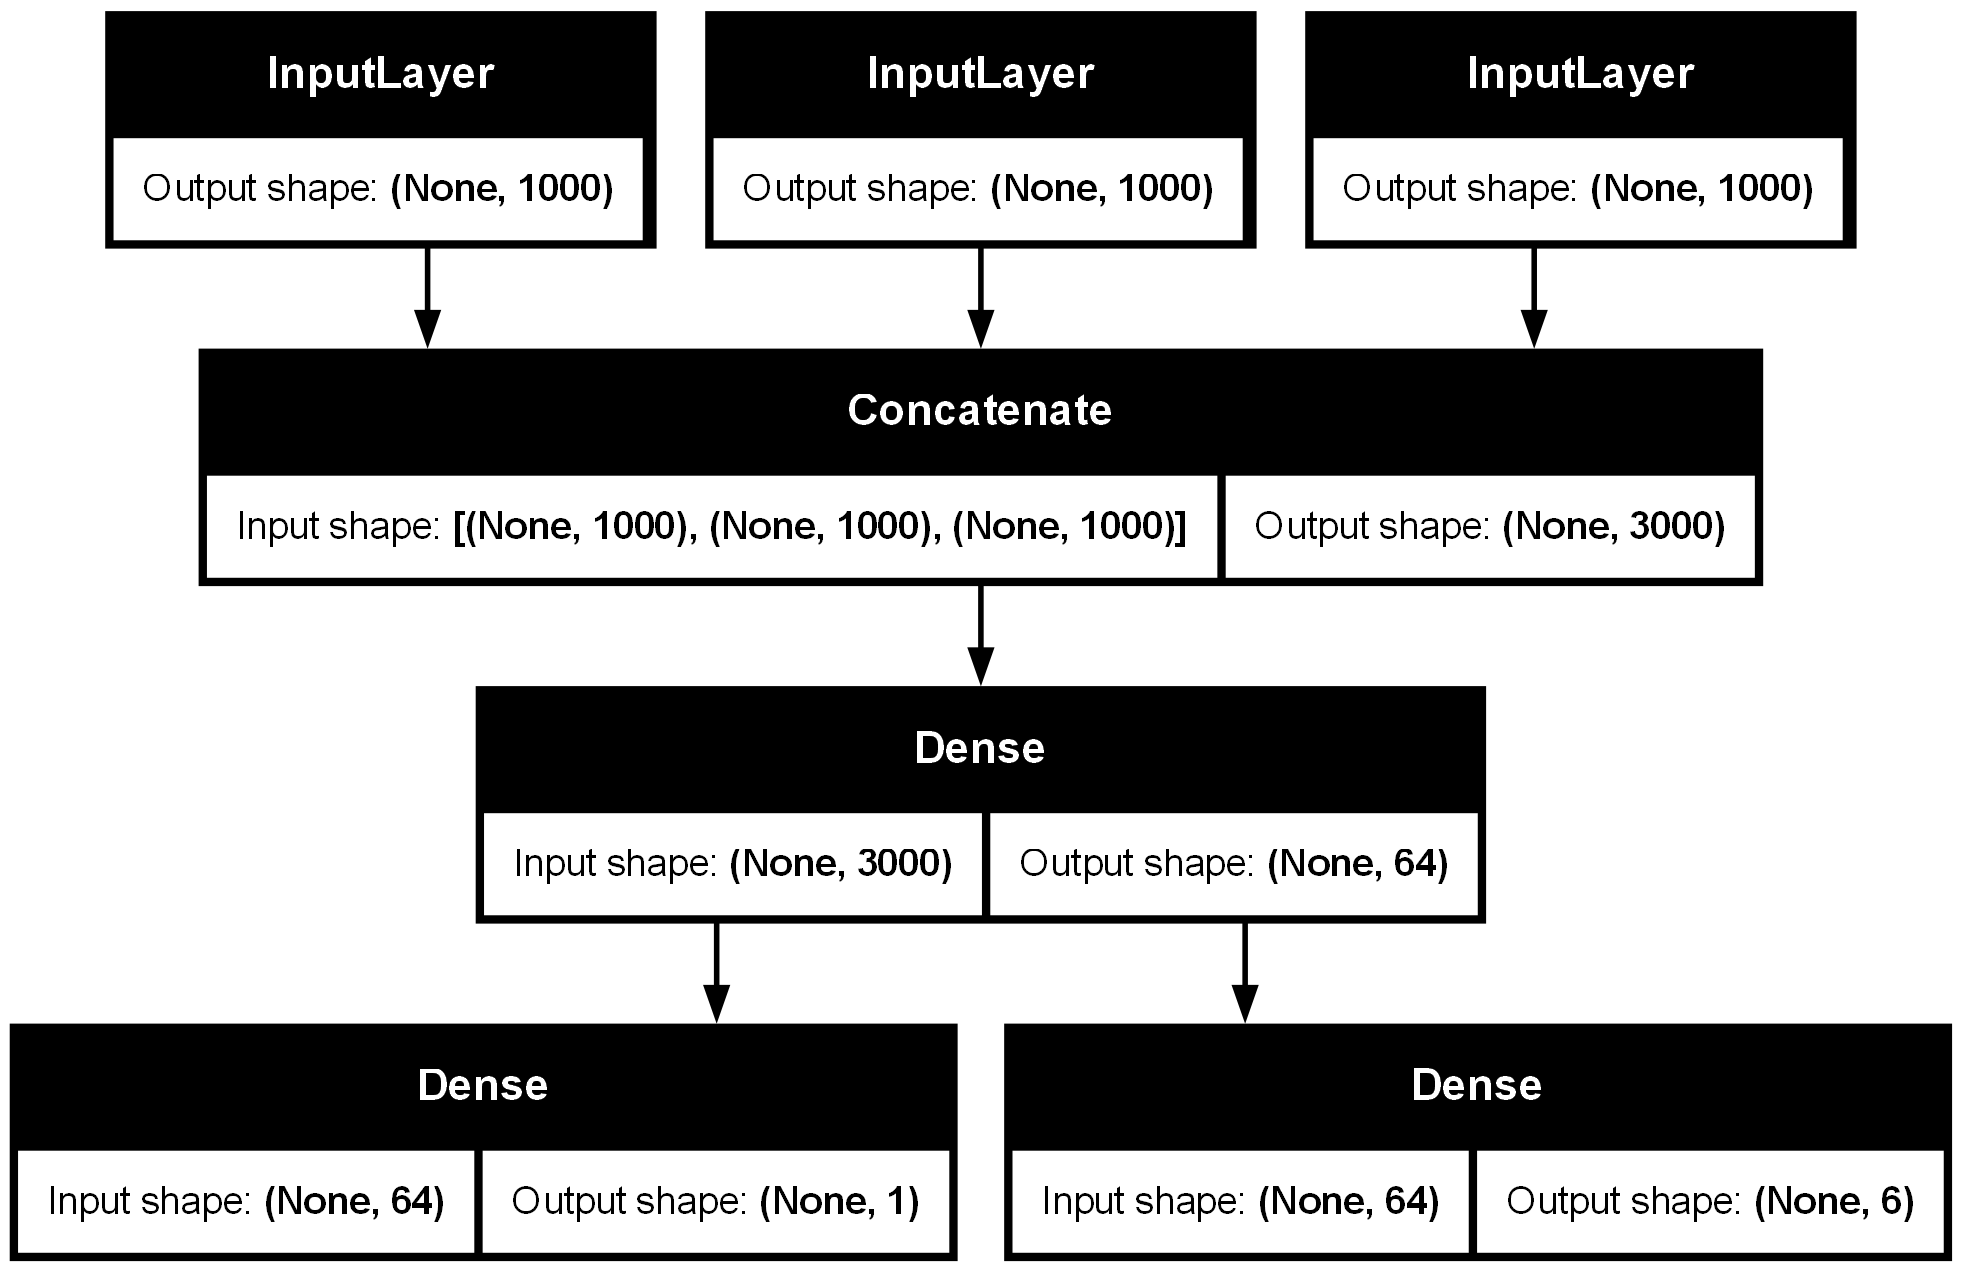 InputLayer
Output shape: (None, 1000)
InputLayer
Output shape: (None, 1000)
InputLayer
Output shape: (None, 1000)
Concatenate
Input shape: [(None, 1000), (None, 1000), (None, 1000)]
Output shape: (None, 3000)
Dense
Input shape: (None, 3000)
Output shape: (None, 64)
Dense
Input shape: (None, 64)
Output shape: (None, 1)
Dense
Input shape: (None, 64)
Output shape: (None, 6)